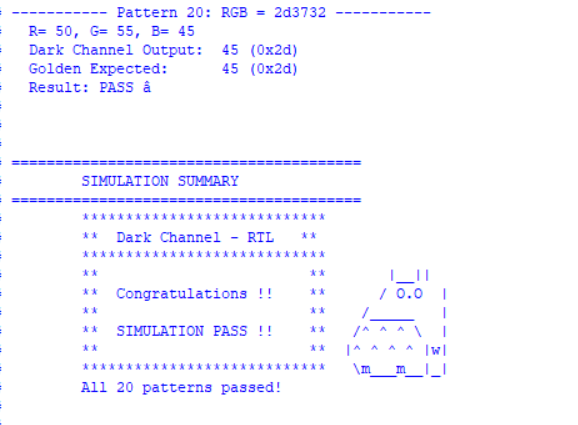 # ----------- Pattern 20: RGB = 2d3732 -----------
#   R= 50, G= 55, B= 45
#   Dark Channel Output:  45 (0x2d)
#   Golden Expected:      45 (0x2d)
#   Result: PASS â
#
#
#
# ========================================
#         SIMULATION SUMMARY
# ========================================
#         ****************************
#         **  Dark Channel - RTL   **
#         ****************************
#         **                        **       |__||
#         **  Congratulations !!    **      / O.O  |
#         **                        **    /_____   |
#         **  SIMULATION PASS !!    **   /^ ^ ^ \  |
#         **                        **  |^ ^ ^ ^ |w|
#         ****************************   \m___m__|_|
#         All 20 patterns passed!
#
#